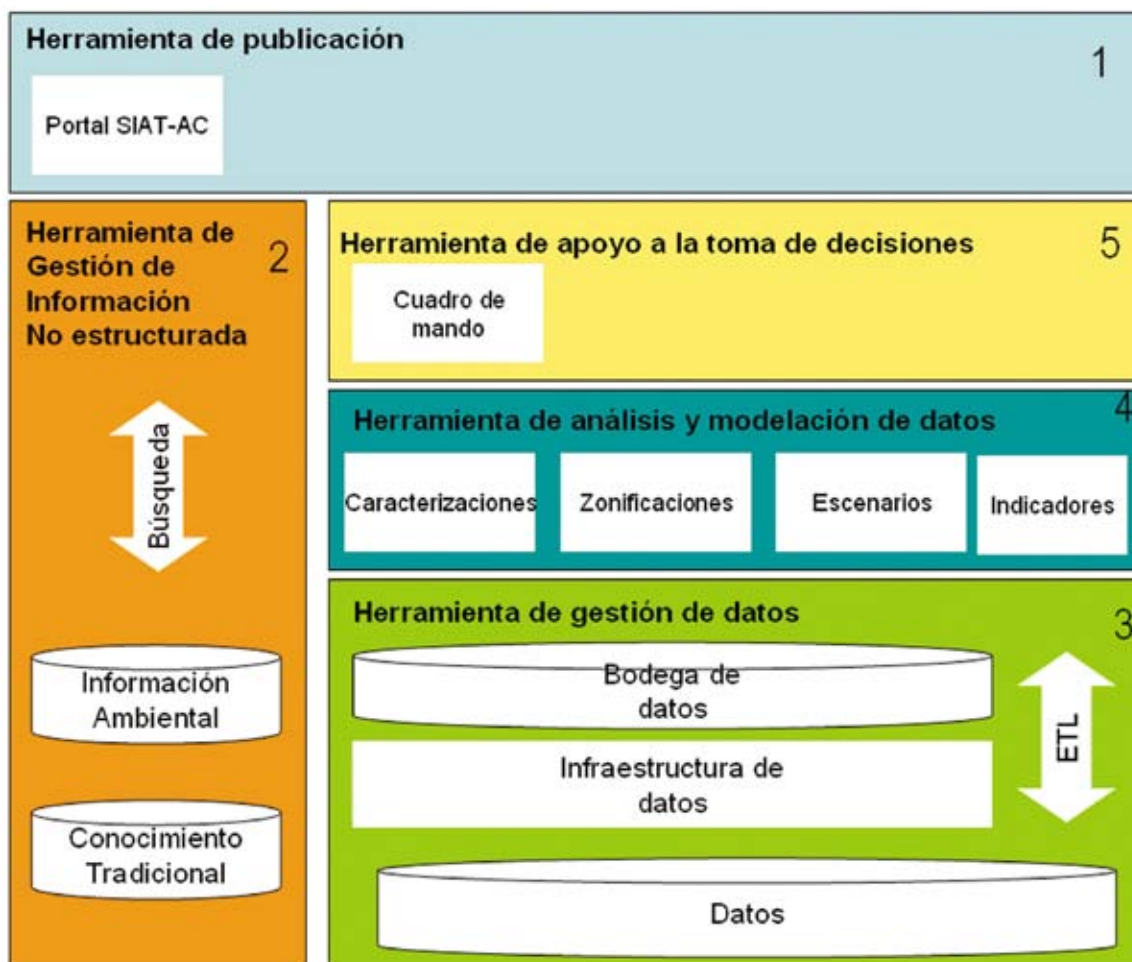 Herramienta de publicación
1
Portal SIAT-AC
Herramienta de
Gestión de
Información
No estructurada
2
Búsqueda
Información
Ambiental
Conocimiento
Tradicional
Herramienta de apoyo a la toma de decisiones
5
Cuadro de
mando
Herramienta de análisis y modelación de datos
4
Caracterizaciones
Zonificaciones
Escenarios
Indicadores
Herramienta de gestión de datos
3
Bodega de
datos
Infraestructura de
datos
ETL
Datos